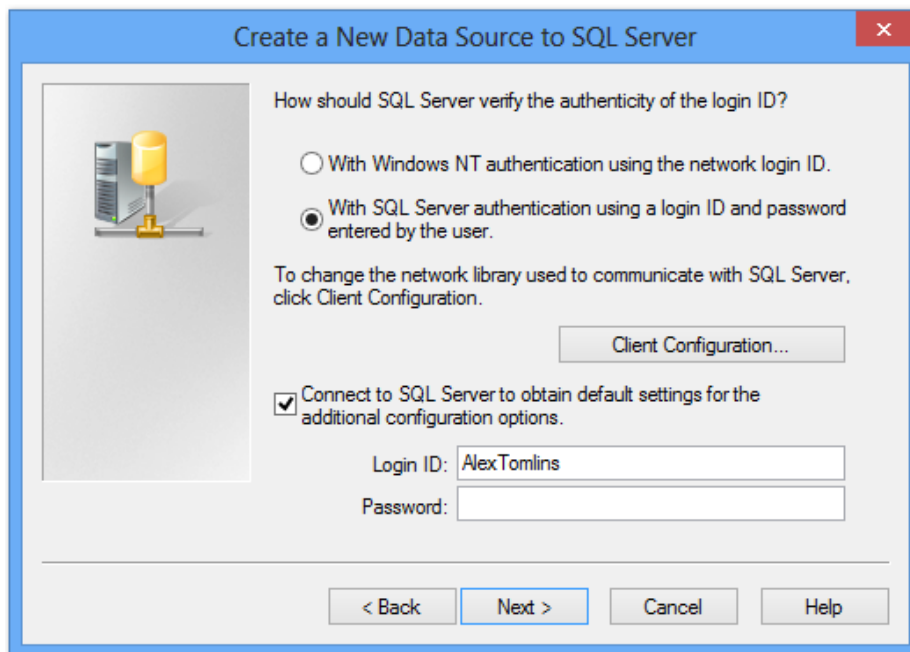 Create a New Data Source to SQL Server
How should SQL Server verify the authenticity of the login ID?
With Windows NT authentication using the network login ID.
With SQL Server authentication using a login ID and password
entered by the user.
To change the network library used to communicate with SQL Server,
click Client Configuration.
Client Configuration...
Connect to SQL Server to obtain default settings for the
additional configuration options.
Login ID: AlexTomlins
Password:
< Back Next > Cancel Help